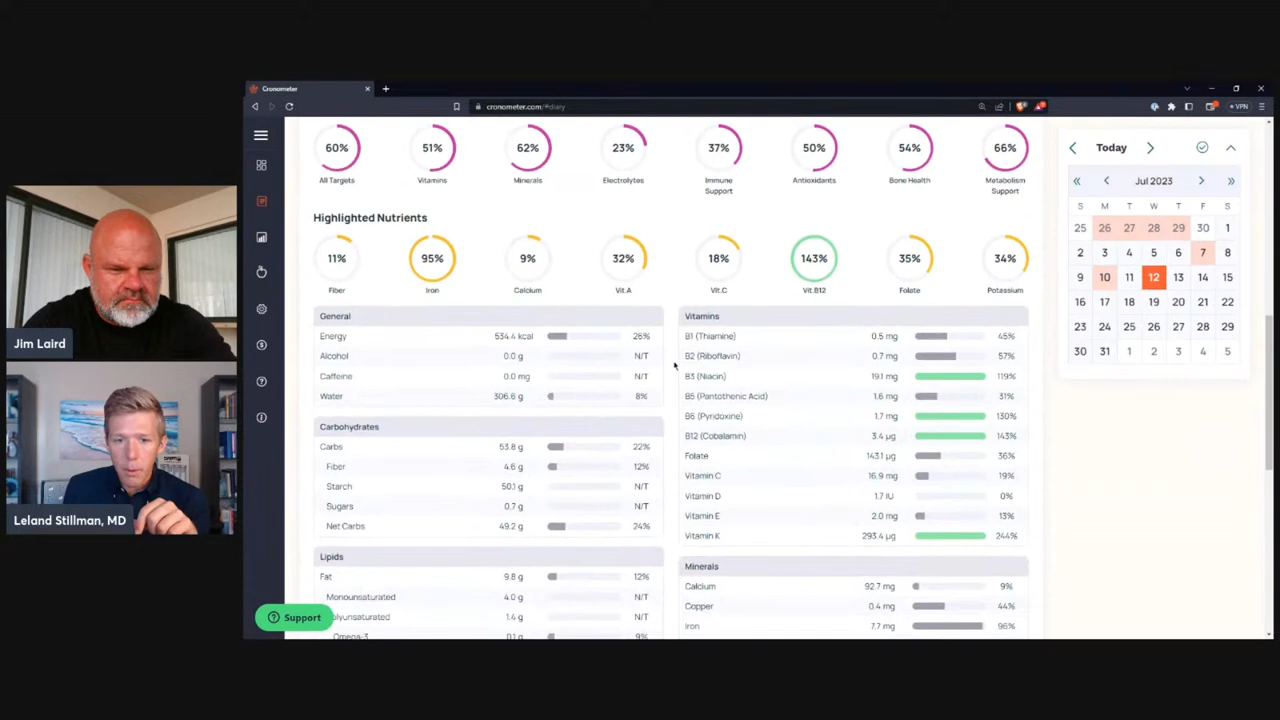 Cronometer
cronometer.com/#diary
VPN
60%
51%
62%
23%
37%
50%
54%
66%
All Targets
Vitamins
Minerals
Electrolytes
Immune
Support
Antioxidants
Bone Health
Metabolism
Support
Highlighted Nutrients
11%
95%
9%
32%
18%
143%
35%
34%
Fiber
Iron
Calcium
Vit.A
Vit.C
Vit.B12
Folate
Potassium
General
Energy 534.4 kcal 26%
Alcohol 0.0 g N/T
Caffeine 0.0 mg N/T
Water 306.6 g 8%
Carbohydrates
Carbs 53.8 g 22%
Fiber 4.6 g 12%
Starch 50.1 g N/T
Sugars 0.7 g N/T
Net Carbs 49.2 g 24%
Lipids
Fat 9.8 g 12%
Monounsaturated 4.0 g N/T
olyunsaturated 1.4 g N/T
Omega-3 0.1 g 9%
Support
Vitamins
B1 (Thiamine) 0.5 mg 45%
B2 (Riboflavin) 0.7 mg 57%
B3 (Niacin) 19.1 mg 119%
B5 (Pantothenic Acid) 1.6 mg 31%
B6 (Pyridoxine) 1.7 mg 130%
B12 (Cobalamin) 3.4 µg 143%
Folate 143.1 µg 36%
Vitamin C 16.9 mg 19%
Vitamin D 1.7 IU 0%
Vitamin E 2.0 mg 13%
Vitamin K 293.4 µg 244%
Minerals
Calcium 92.7 mg 9%
Copper 0.4 mg 44%
Iron 7.7 mg 96%
Today
Jul 2023
S M T W T F S
25 26 27 28 29 30 1
2 3 4 5 6 7 8
9 10 11 12 13 14 15
16 17 18 19 20 21 22
23 24 25 26 27 28 29
30 31 1 2 3 4 5
Jim Laird
Leland Stillman, MD